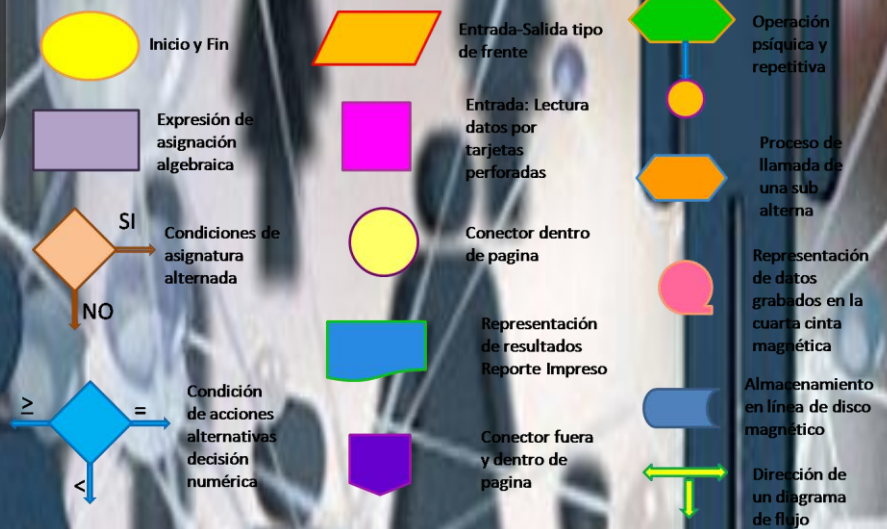 Inicio y Fin
Expresión de
asignación
algebraica
SI
Condiciones de
asignatura
alternada
NO
≥
=
<
Condición
de acciones
alternativas
decisión
numérica
Entrada-Salida tipo
de frente
Entrada: Lectura
datos por
tarjetas
perforadas
Conector dentro
de pagina
Representación
de resultados
Reporte Impreso
Conector fuera
y dentro de
pagina
Operación
psíquica y
repetitiva
Proceso de
llamada de
una sub
alterna
Representación
de datos
grabados en la
cuarta cinta
magnética
Almacenamiento
en línea de disco
magnético
Dirección de
un diagrama
de flujo